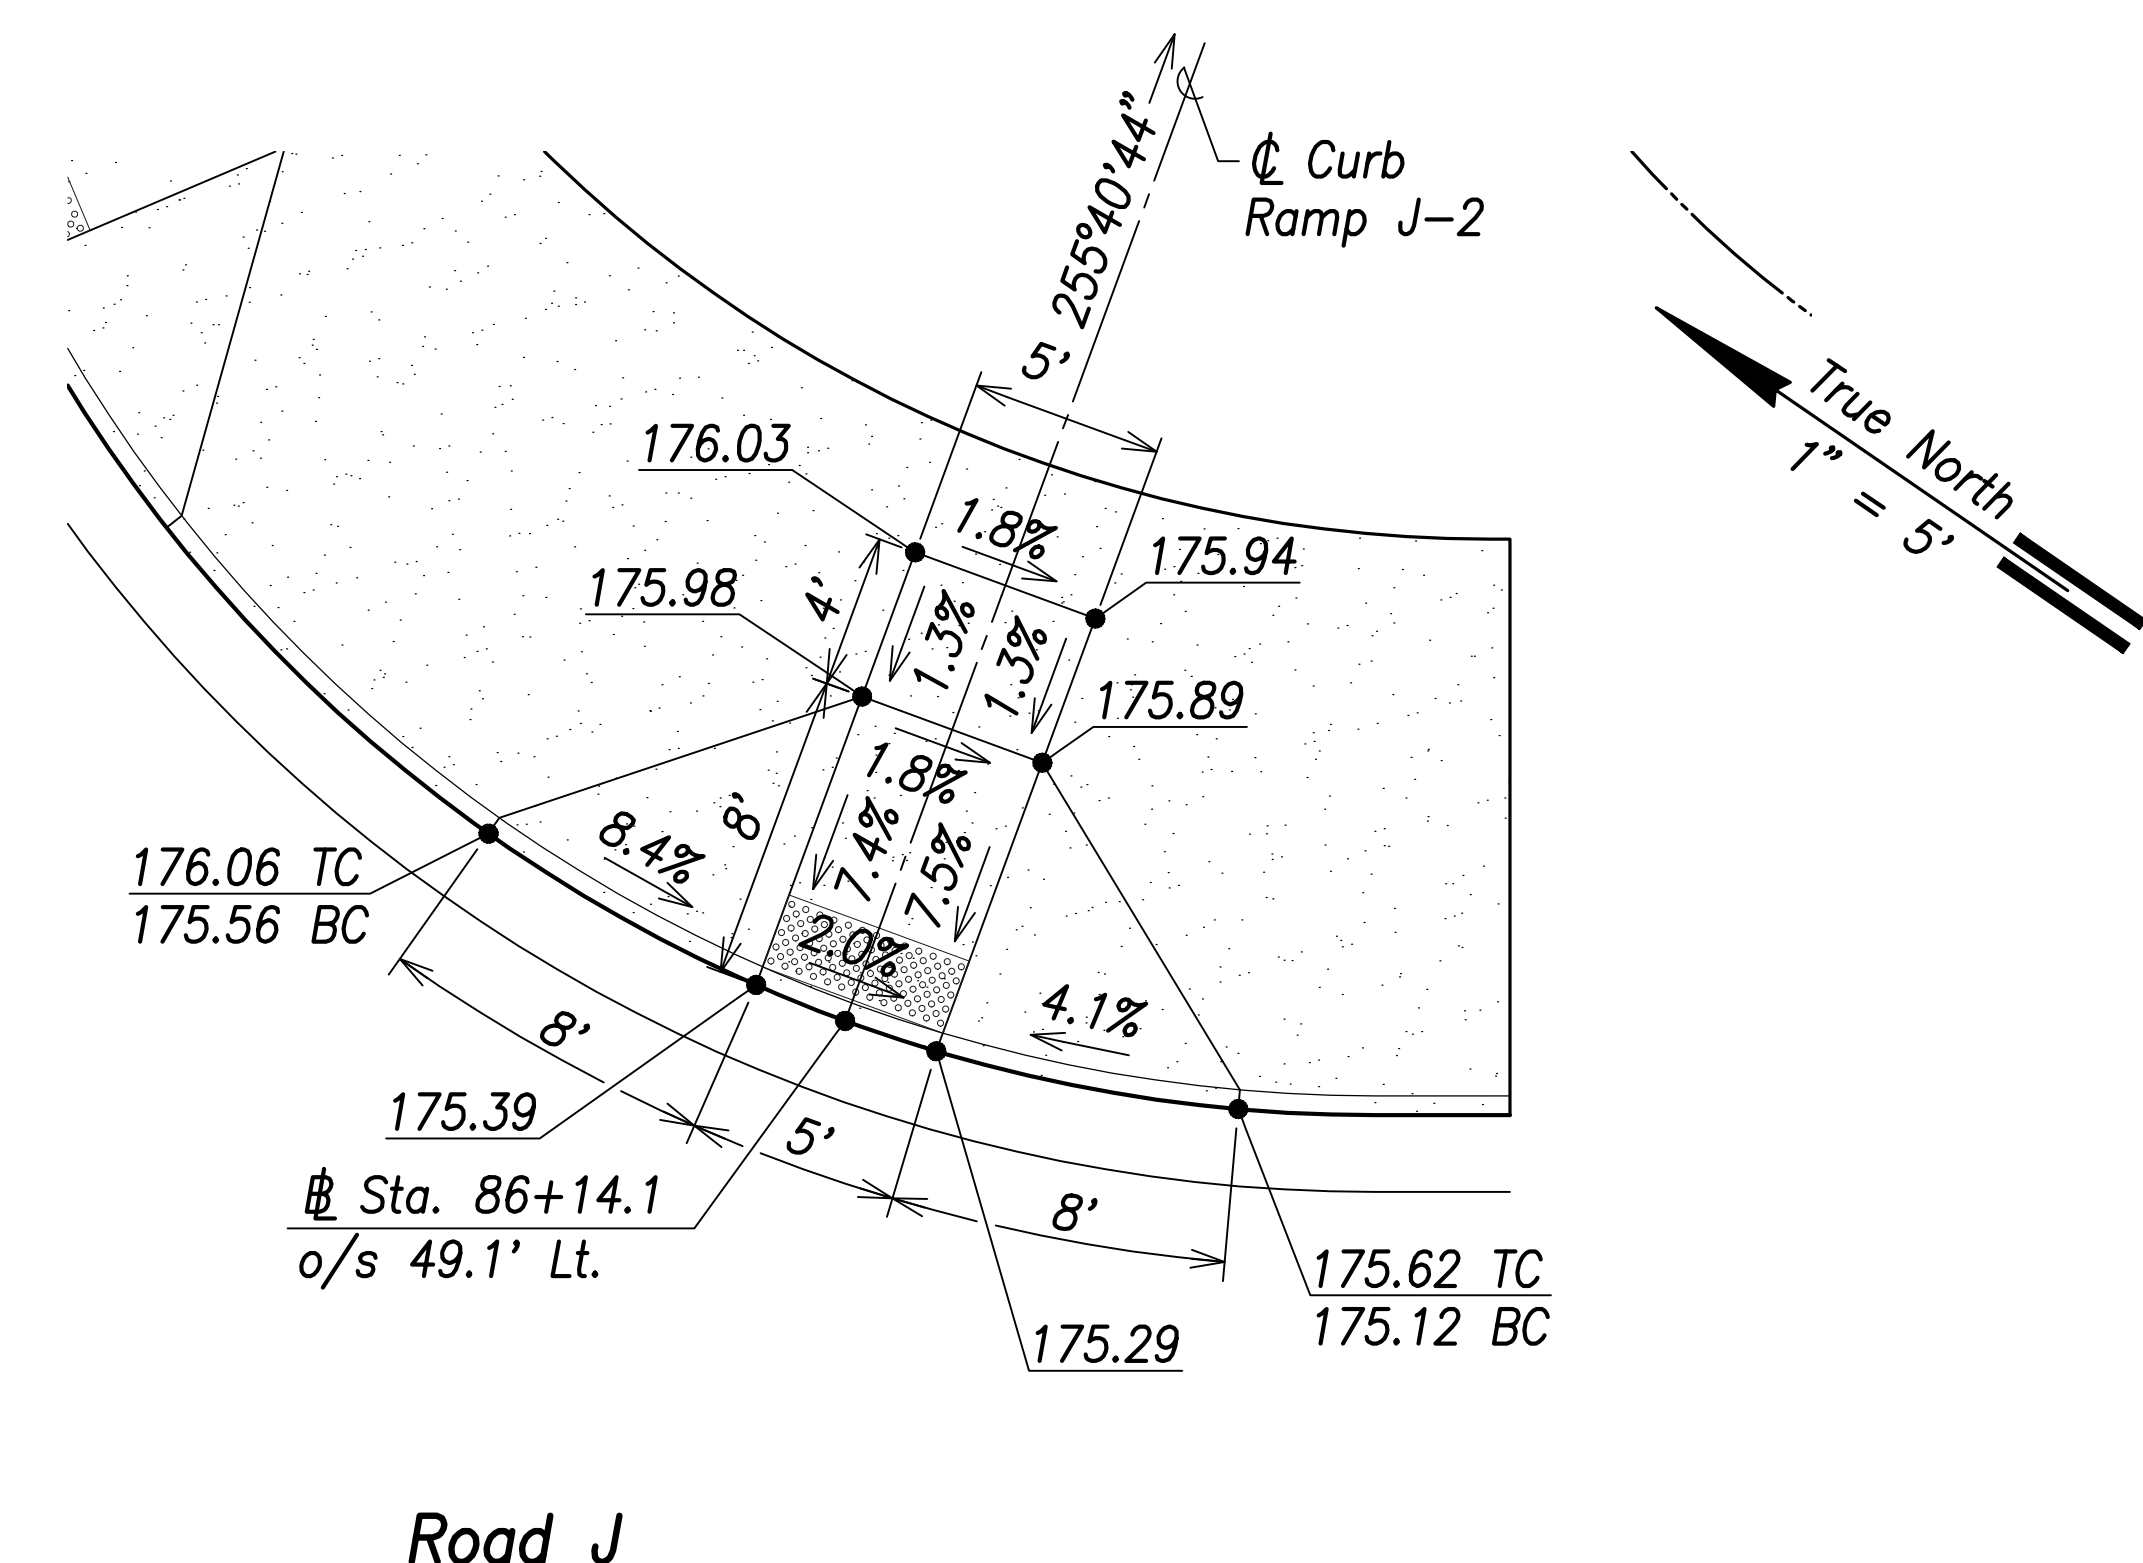 255°40'44"
℄ Curb
Ramp J-2
5'
True North
1" = 5'
176.03
1.8%
175.94
175.98
4'
1.3%
1.3%
175.89
1.8%
8.4%
8'
7.4%
7.5%
176.06 TC
175.56 BC
2.0%
4.1%
8'
175.39
5'
8'
BL Sta. 86+14.1
o/s 49.1' Lt.
175.62 TC
175.12 BC
175.29
Road J